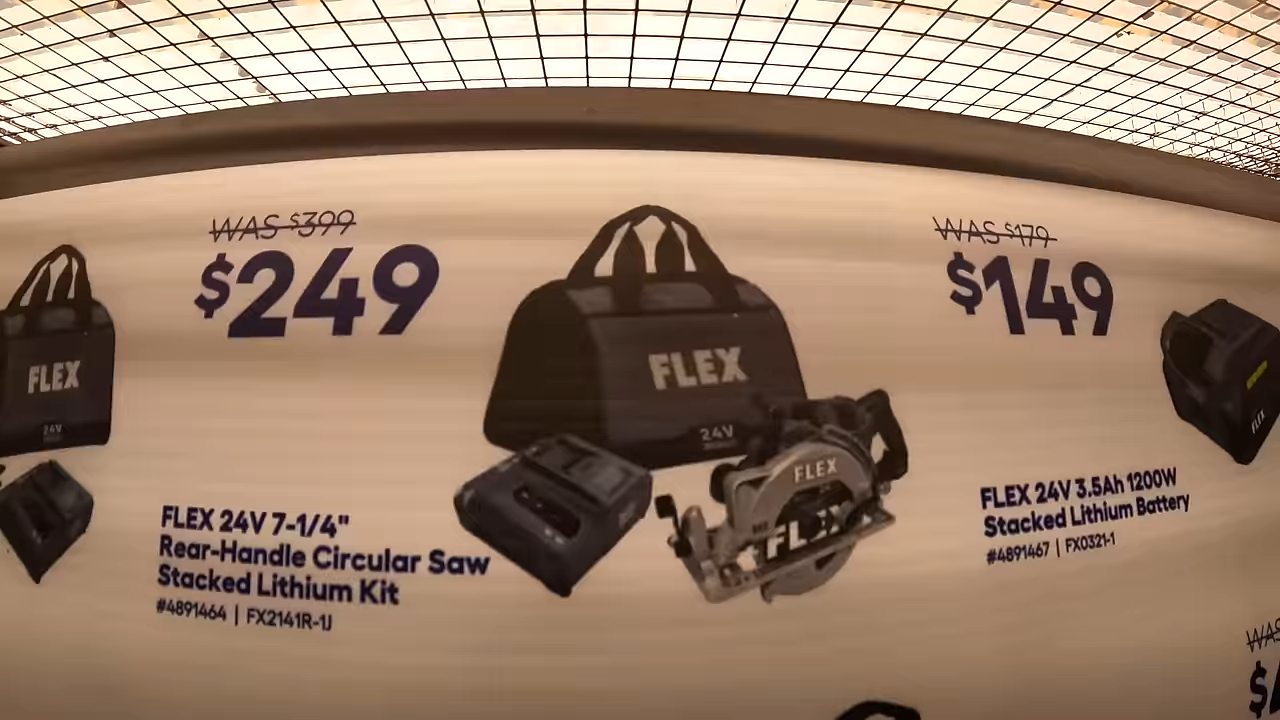 WAS $399
$249
FLEX
24V
FLEX 24V 7-1/4"
Rear-Handle Circular Saw
Stacked Lithium Kit
#4891464 | FX2141R-1J
FLEX
24V
FLEX
FLEX
WAS $179
$149
FLEX
FLEX 24V 3.5Ah 1200W
Stacked Lithium Battery
#4891467 | FX0321-1
WAS
$